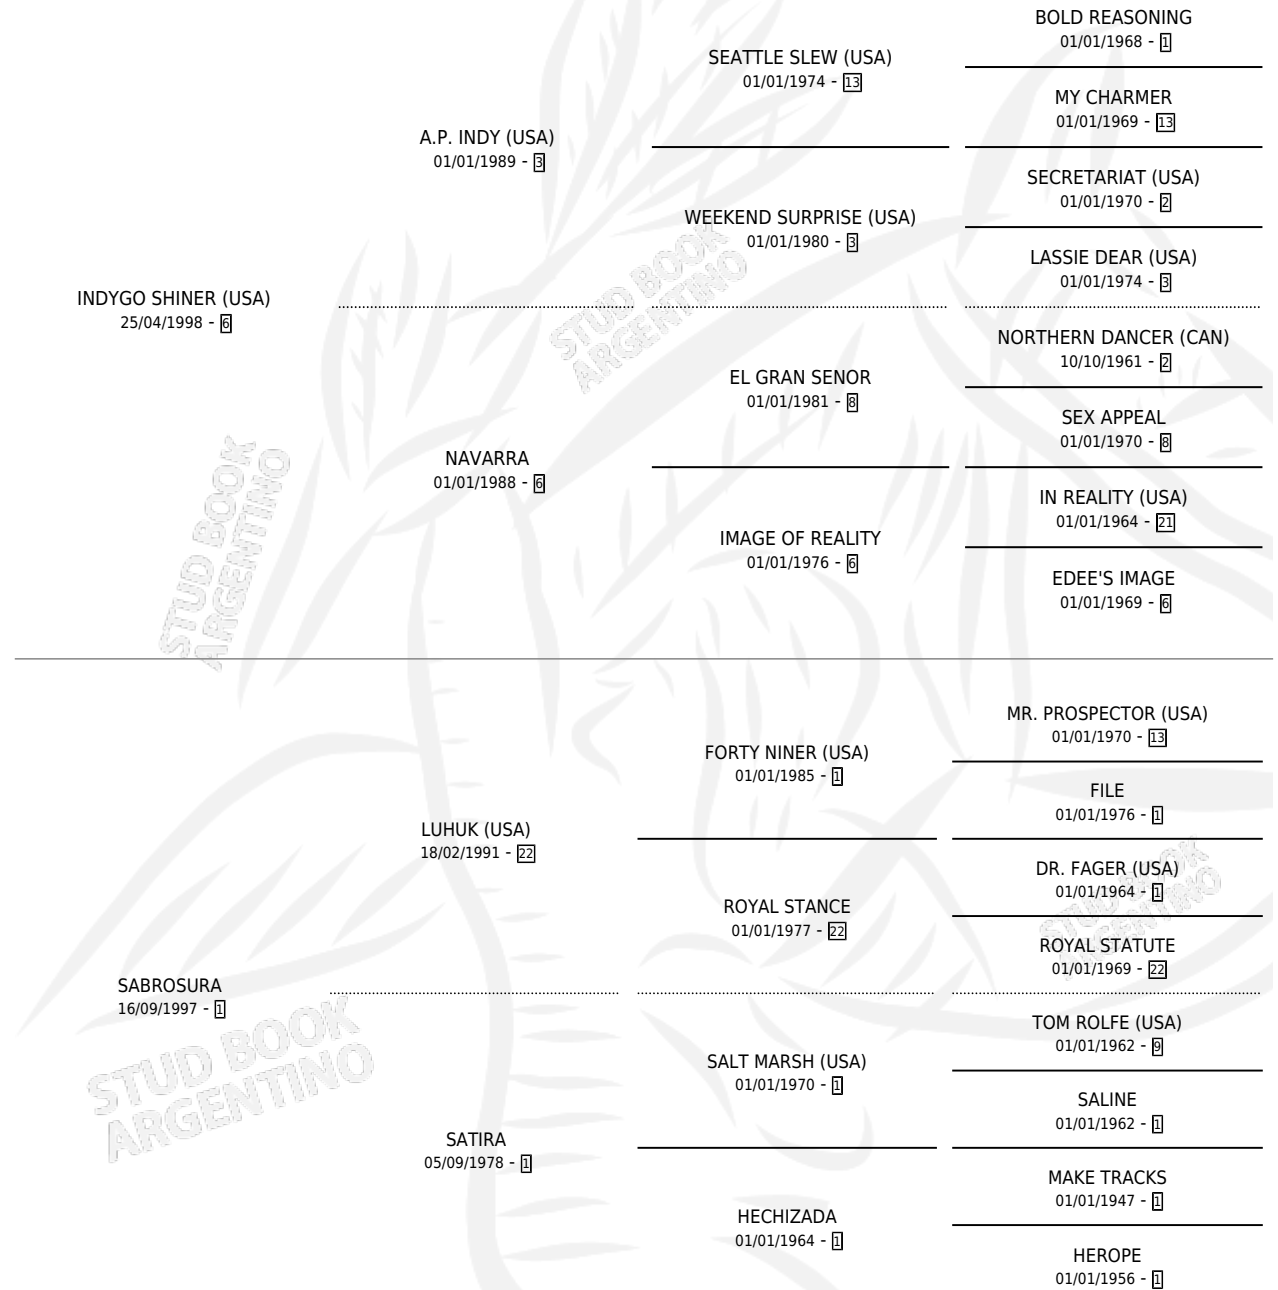 BOLD REASONING
01/01/1968 - 1
SEATTLE SLEW (USA)
01/01/1974 - 13
MY CHARMER
01/01/1969 - 13
A.P. INDY (USA)
01/01/1989 - 3
SECRETARIAT (USA)
01/01/1970 - 2
WEEKEND SURPRISE (USA)
01/01/1980 - 3
LASSIE DEAR (USA)
01/01/1974 - 3
INDYGO SHINER (USA)
25/04/1998 - 6
NORTHERN DANCER (CAN)
10/10/1961 - 2
EL GRAN SENOR
01/01/1981 - 8
SEX APPEAL
01/01/1970 - 8
NAVARRA
01/01/1988 - 6
IN REALITY (USA)
01/01/1964 - 21
IMAGE OF REALITY
01/01/1976 - 6
EDEE'S IMAGE
01/01/1969 - 6
MR. PROSPECTOR (USA)
01/01/1970 - 13
FORTY NINER (USA)
01/01/1985 - 1
FILE
01/01/1976 - 1
LUHUK (USA)
18/02/1991 - 22
DR. FAGER (USA)
01/01/1964 - 1
ROYAL STANCE
01/01/1977 - 22
ROYAL STATUTE
01/01/1969 - 22
SABROSURA
16/09/1997 - 1
TOM ROLFE (USA)
01/01/1962 - 9
SALT MARSH (USA)
01/01/1970 - 1
SALINE
01/01/1962 - 1
SATIRA
05/09/1978 - 1
MAKE TRACKS
01/01/1947 - 1
HECHIZADA
01/01/1964 - 1
HEROPE
01/01/1956 - 1
STUD BOOK
ARGENTINO
STUD BOOK
ARGENTINO
STUD BOOK
ARGENTINO
STUD BOOK
ARGENTINO